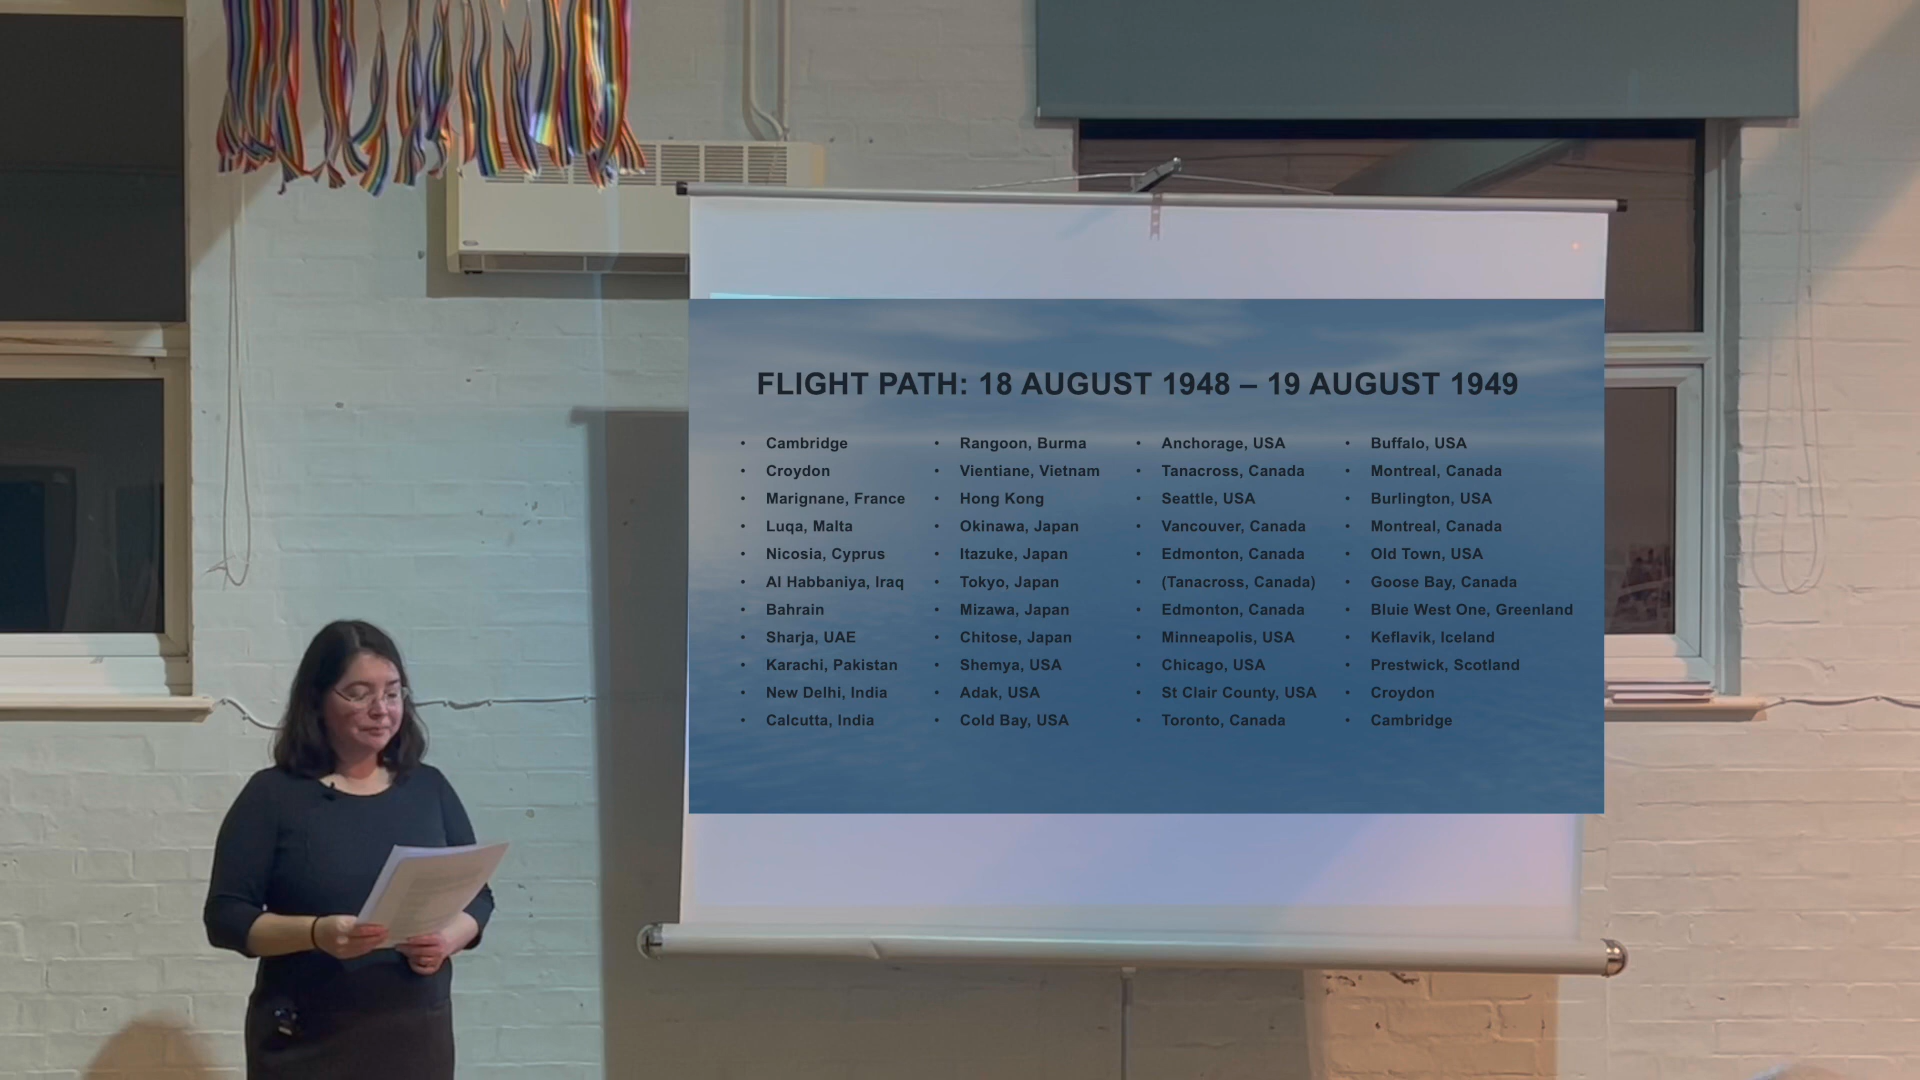 FLIGHT PATH: 18 AUGUST 1948 – 19 AUGUST 1949
• Cambridge
• Croydon
• Marignane, France
• Luqa, Malta
• Nicosia, Cyprus
• Al Habbaniya, Iraq
• Bahrain
• Sharja, UAE
• Karachi, Pakistan
• New Delhi, India
• Calcutta, India
• Rangoon, Burma
• Vientiane, Vietnam
• Hong Kong
• Okinawa, Japan
• Itazuke, Japan
• Tokyo, Japan
• Mizawa, Japan
• Chitose, Japan
• Shemya, USA
• Adak, USA
• Cold Bay, USA
• Anchorage, USA
• Tanacross, Canada
• Seattle, USA
• Vancouver, Canada
• Edmonton, Canada
• (Tanacross, Canada)
• Edmonton, Canada
• Minneapolis, USA
• Chicago, USA
• St Clair County, USA
• Toronto, Canada
• Buffalo, USA
• Montreal, Canada
• Burlington, USA
• Montreal, Canada
• Old Town, USA
• Goose Bay, Canada
• Bluie West One, Greenland
• Keflavik, Iceland
• Prestwick, Scotland
• Croydon
• Cambridge